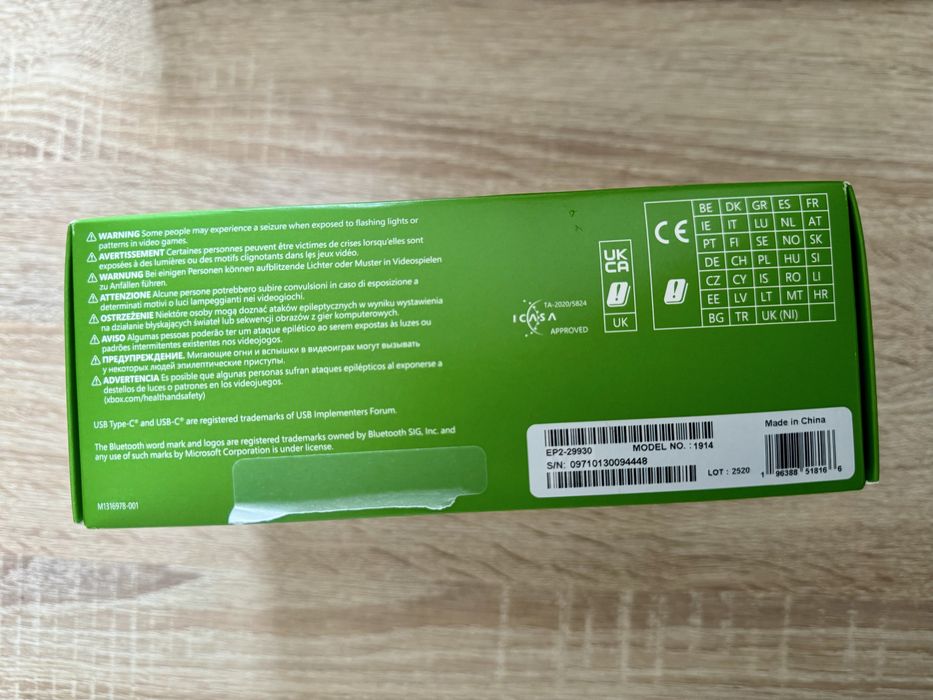 WARNING Some people may experience a seizure when exposed to flashing lights or
patterns in video games.
AVERTISSEMENT Certaines personnes peuvent être victimes de crises lorsqu'elles sont
exposées à des lumières ou des motifs clignotants dans les jeux vidéo.
WARNUNG Bei einigen Personen können aufblitzende Lichter oder Muster in Videospielen
zu Anfällen führen.
ATTENZIONE Alcune persone potrebbero subire convulsioni in caso di esposizione a
determinati motivi o luci lampeggianti nei videogiochi.
OSTRZEŻENIE Niektóre osoby mogą doznać ataków epileptycznych w wyniku wystawienia
na działanie błyskających świateł lub sekwencji obrazów z gier komputerowych.
AVISO Algumas pessoas poderão ter um ataque epilético ao serem expostas às luzes ou
padrões intermitentes existentes nos videojogos.
ПРЕДУПРЕЖДЕНИЕ. Мигающие огни и вспышки в видеоиграх могут вызывать
у некоторых людей эпилептические приступы.
ADVERTENCIA Es posible que algunas personas sufran ataques epilépticos al exponerse a
destellos de luces o patrones en los videojuegos.
(xbox.com/healthandsafety)
USB Type-C® and USB-C® are registered trademarks of USB Implementers Forum.
The Bluetooth word mark and logos are registered trademarks owned by Bluetooth SIG, Inc. and
any use of such marks by Microsoft Corporation is under license.
M1316978-001
ICASA
TA-2020/5824
APPROVED
UK
CA
UK
CE
BE DK GR ES FR
IE IT LU NL AT
PT FI SE NO SK
DE CH PL HU SI
CZ CY IS RO LI
EE LV LT MT HR
BG TR UK (NI)
EP2-29930
MODEL NO. : 1914
S/N: 09710130094448
LOT : 2520
Made in China
1 96388 51816 6